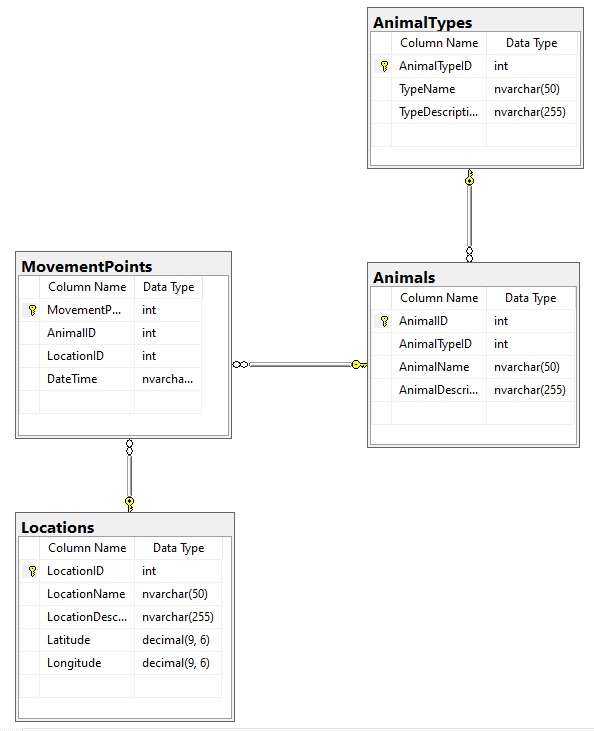 AnimalTypes
Column Name Data Type
AnimalTypeID int
TypeName nvarchar(50)
TypeDescripti... nvarchar(255)
MovementPoints
Column Name Data Type
MovementP... int
AnimalID int
LocationID int
DateTime nvarcha...
Animals
Column Name Data Type
AnimalID int
AnimalTypeID int
AnimalName nvarchar(50)
AnimalDescri... nvarchar(255)
Locations
Column Name Data Type
LocationID int
LocationName nvarchar(50)
LocationDesc... nvarchar(255)
Latitude decimal(9, 6)
Longitude decimal(9, 6)